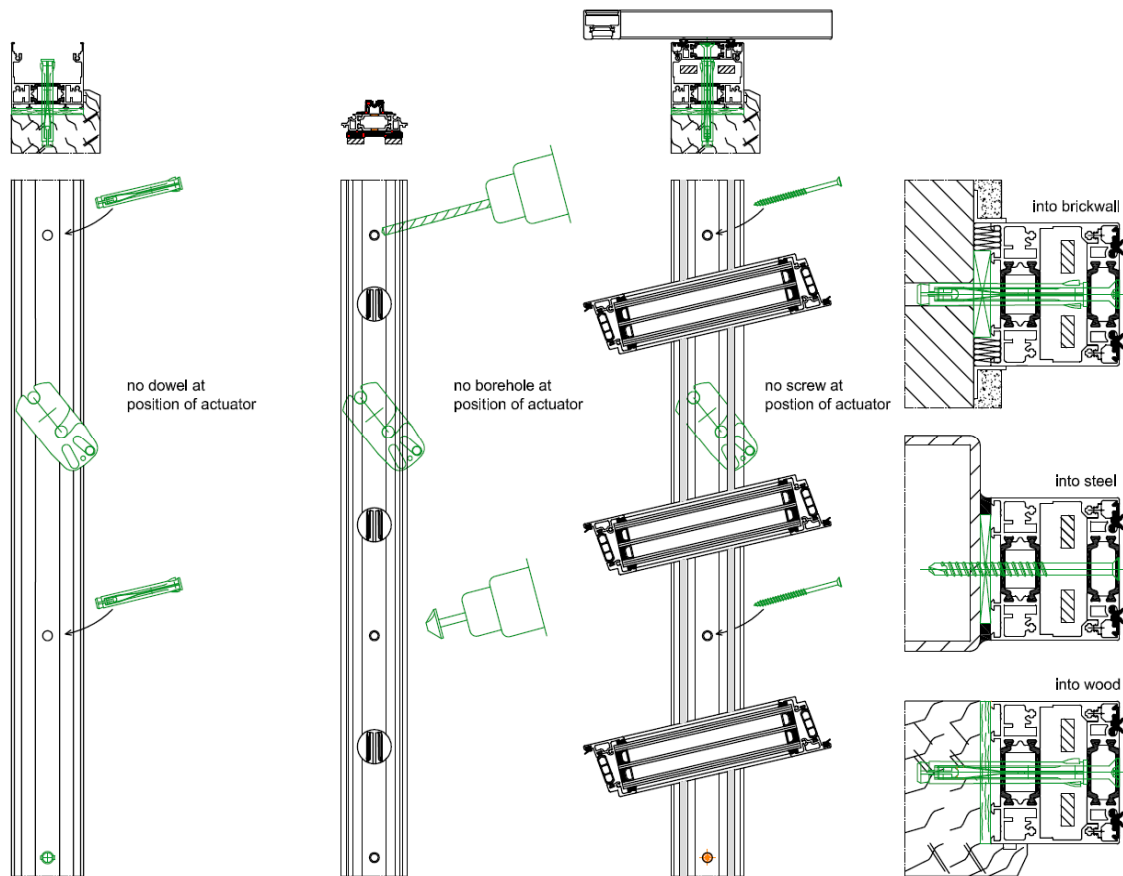 into brickwall
no dowel at
position of actuator
no borehole at
position of actuator
no screw at
postion of actuator
into steel
into wood